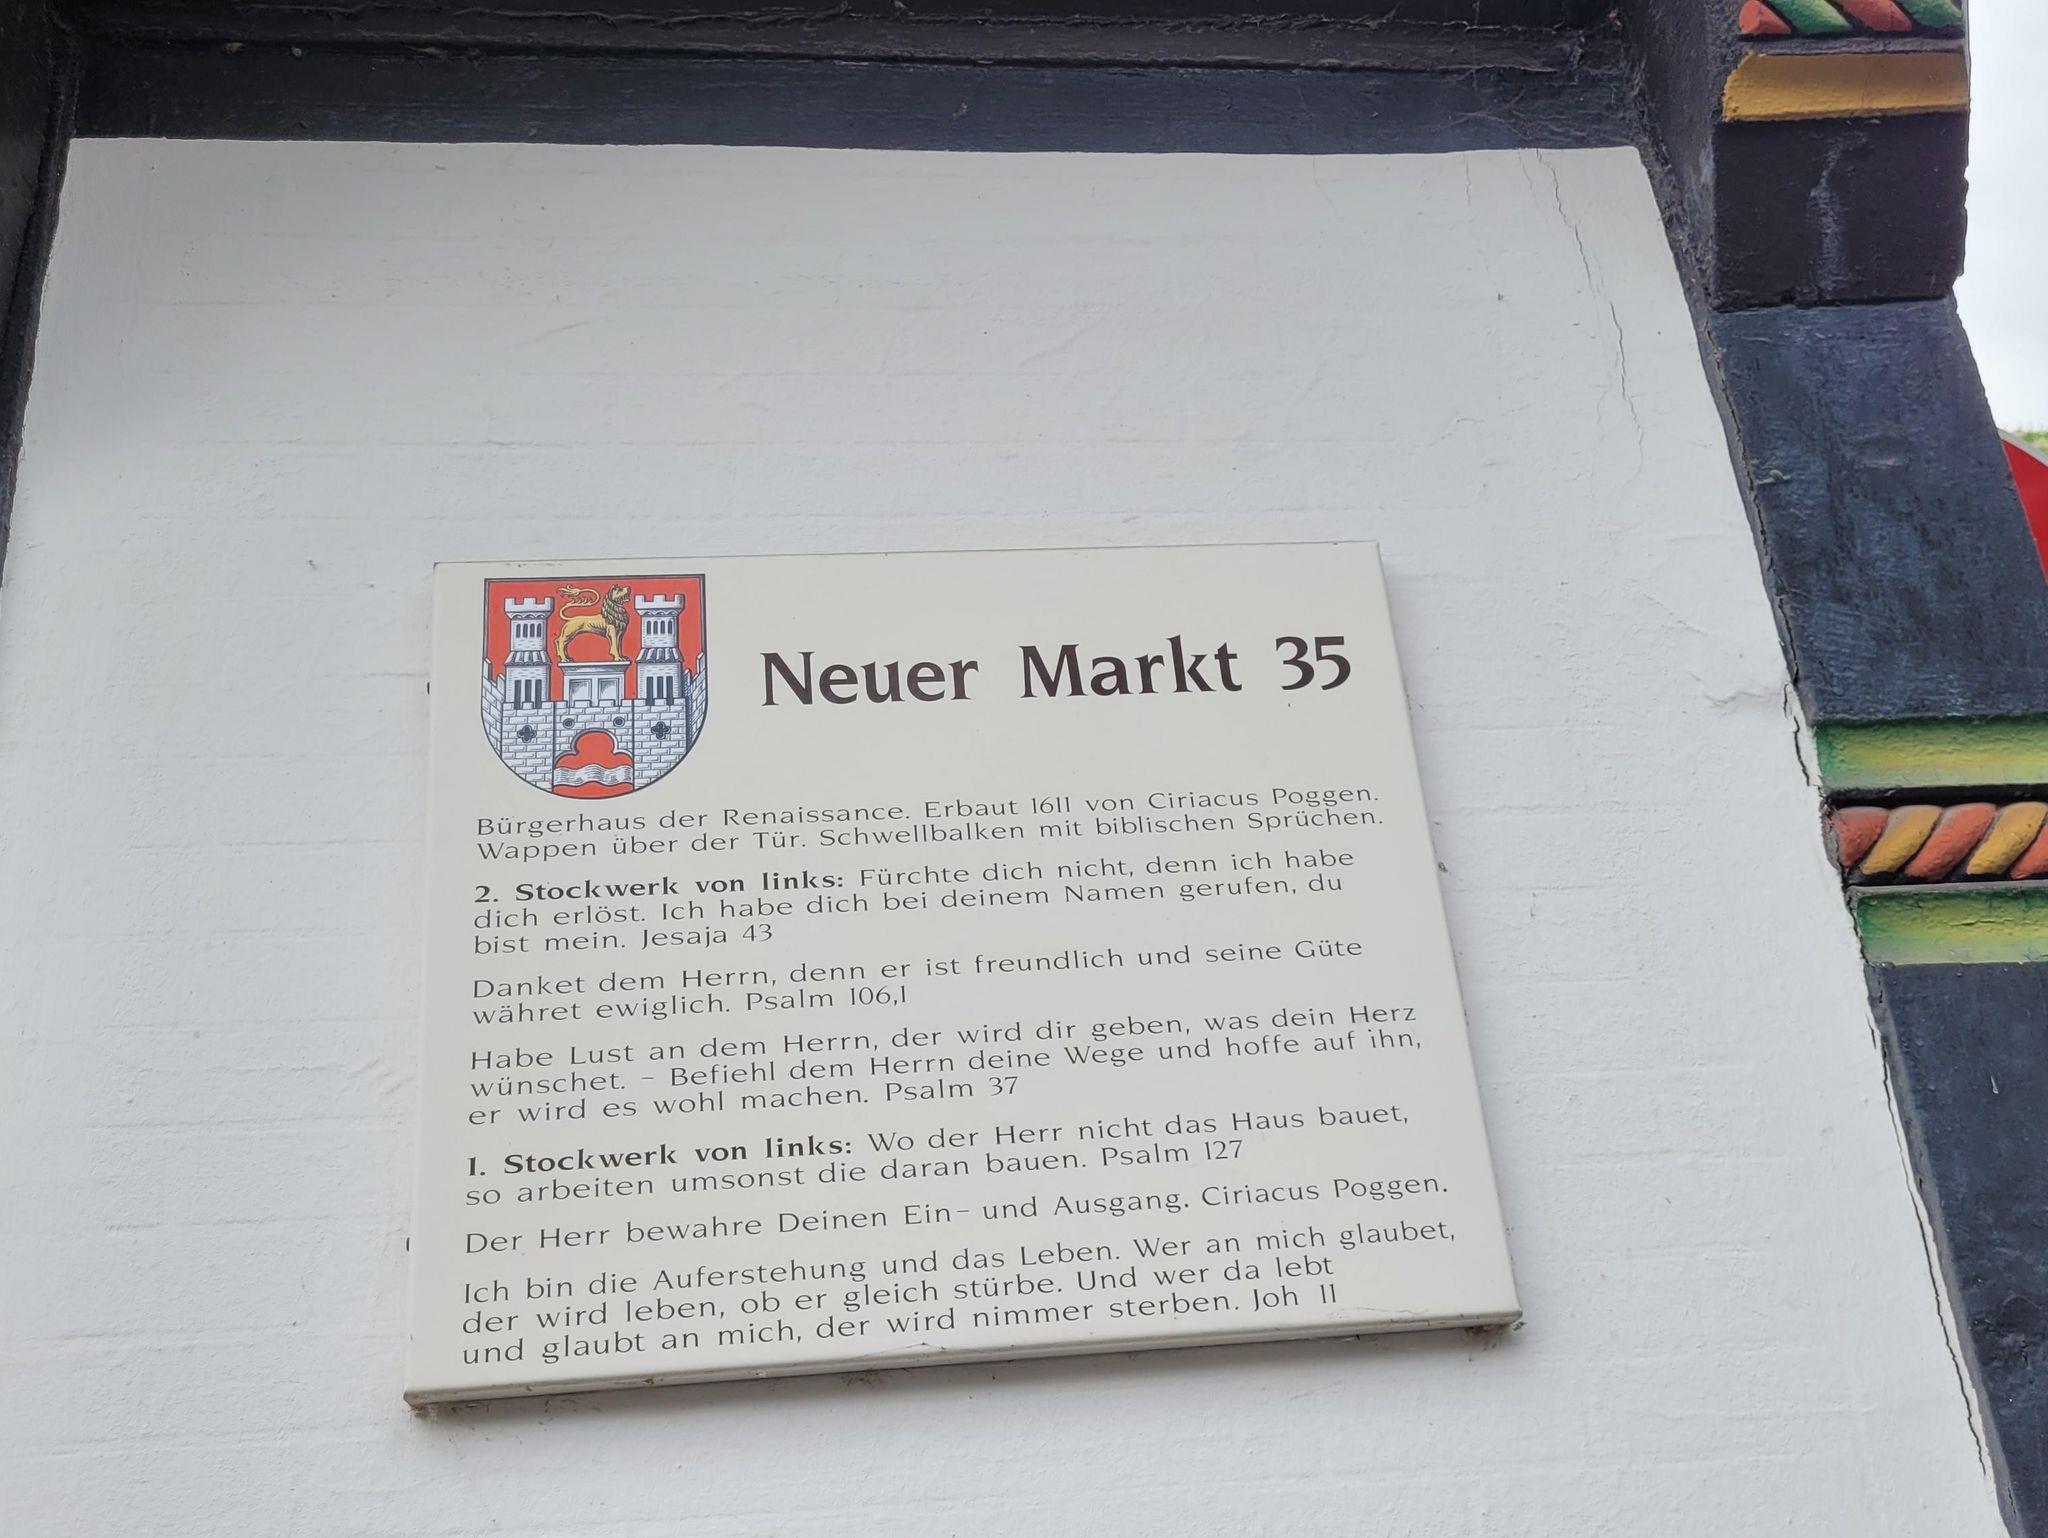 Neuer Markt 35
Bürgerhaus der Renaissance. Erbaut 1611 von Ciriacus Poggen.
Wappen über der Tür. Schwellbalken mit biblischen Sprüchen.
2. Stockwerk von links: Fürchte dich nicht, denn ich habe
dich erlöst. Ich habe dich bei deinem Namen gerufen, du
bist mein. Jesaja 43
Danket dem Herrn, denn er ist freundlich und seine Güte
währet ewiglich. Psalm 106,1
Habe Lust an dem Herrn, der wird dir geben, was dein Herz
wünschet. – Befiehl dem Herrn deine Wege und hoffe auf ihn,
er wird es wohl machen. Psalm 37
1. Stockwerk von links: Wo der Herr nicht das Haus bauet,
so arbeiten umsonst die daran bauen. Psalm 127
Der Herr bewahre Deinen Ein– und Ausgang. Ciriacus Poggen.
Ich bin die Auferstehung und das Leben. Wer an mich glaubet,
der wird leben, ob er gleich stürbe. Und wer da lebt
und glaubt an mich, der wird nimmer sterben. Joh 11